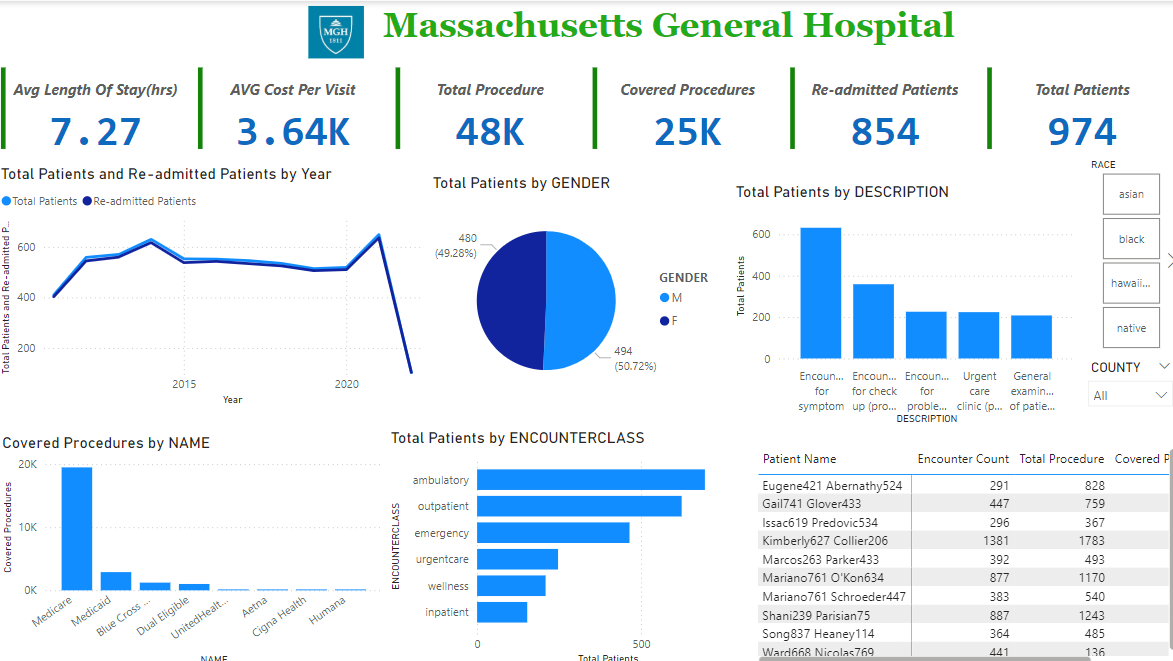 MGH
1811
Massachusetts General Hospital
Avg Length Of Stay(hrs)
7.27
AVG Cost Per Visit
3.64K
Total Procedure
48K
Covered Procedures
25K
Re-admitted Patients
854
Total Patients
974
Total Patients and Re-admitted Patients by Year
Total Patients Re-admitted Patients
Total Patients and Re-admitted P...
600
400
200
2015 2020
Year
Total Patients by GENDER
480
(49.28%)
494
(50.72%)
GENDER
M
F
Total Patients by DESCRIPTION
Total Patients
600
400
200
0
Encoun... Encoun... Encoun... Urgent General
for for check for care examin...
symptom up (pro... proble... clinic (p... of patie...
DESCRIPTION
RACE
asian
black
hawaii...
native
COUNTY
All
Covered Procedures by NAME
Covered Procedures
20K
10K
0K
Medicare
Medicaid
Blue Cross ...
Dual Eligible
UnitedHealt...
Aetna
Cigna Health
Humana
NAME
Total Patients by ENCOUNTERCLASS
ENCOUNTERCLASS
ambulatory
outpatient
emergency
urgentcare
wellness
inpatient
0 500
Total Patients
Patient Name Encounter Count Total Procedure Covered P
Eugene421 Abernathy524 291 828
Gail741 Glover433 447 759
Issac619 Predovic534 296 367
Kimberly627 Collier206 1381 1783
Marcos263 Parker433 392 493
Mariano761 O'Kon634 877 1170
Mariano761 Schroeder447 383 540
Shani239 Parisian75 887 1243
Song837 Heaney114 364 485
Ward668 Nicolas769 441 136